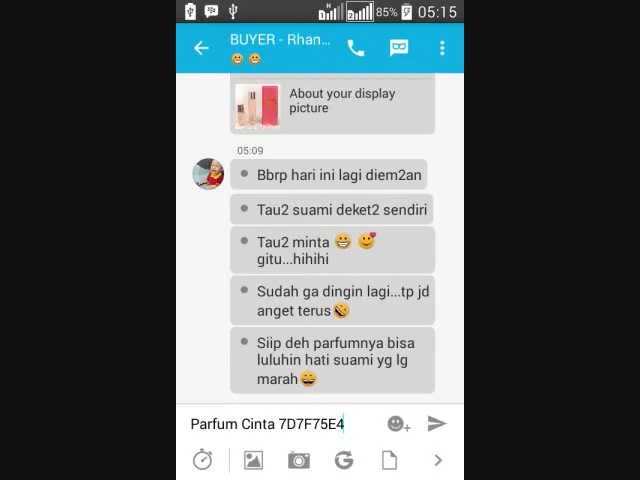 85% 05:15
BUYER - Rhan...
About your display
picture
05:09
Bbrp hari ini lagi diem2an
Tau2 suami deket2 sendiri
Tau2 minta
gitu...hihihi
Sudah ga dingin lagi...tp jd
anget terus
Siip deh parfumnya bisa
luluhin hati suami yg lg
marah
Parfum Cinta 7D7F75E4